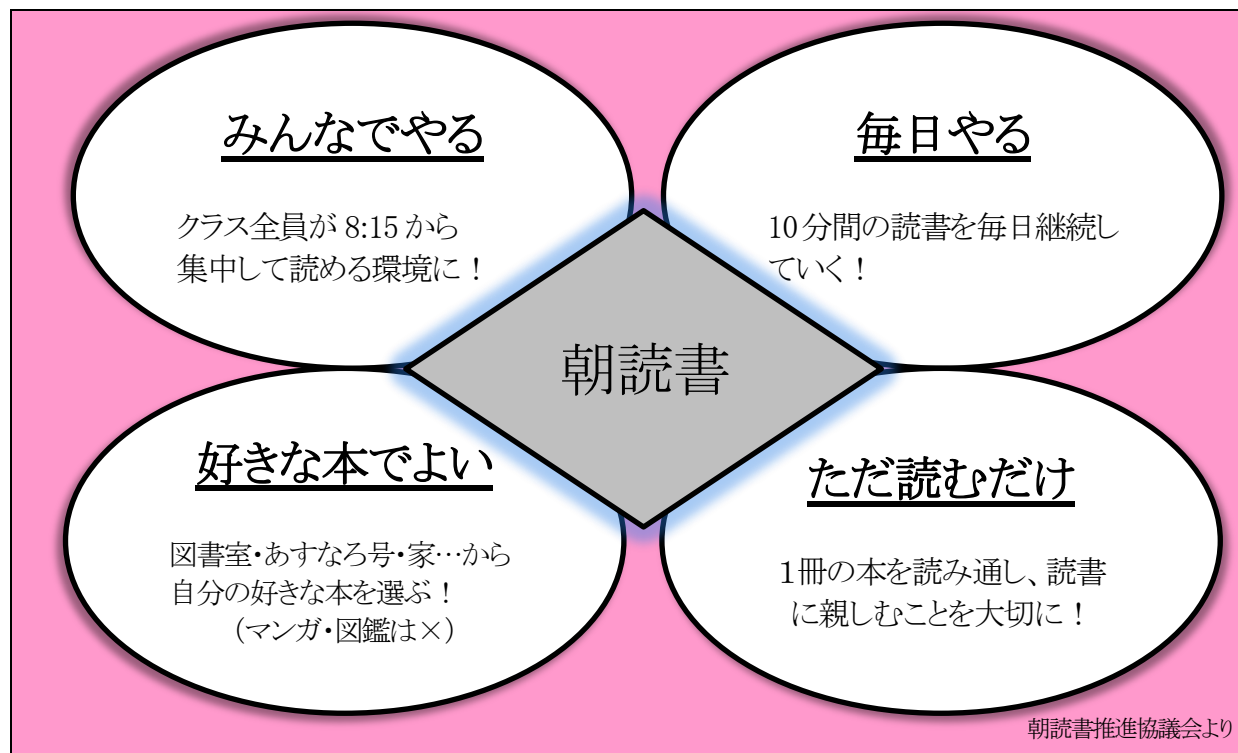 みんなでやる
クラス全員が 8:15 から
集中して読める環境に！
毎日やる
10 分間の読書を毎日継続し
ていく！
朝読書
好きな本でよい
図書室・あすなろ号・家…から
自分の好きな本を選ぶ！
（マンガ・図鑑は×）
ただ読むだけ
１冊の本を読み通し、読書
に親しむことを大切に！
朝読書推進協議会より